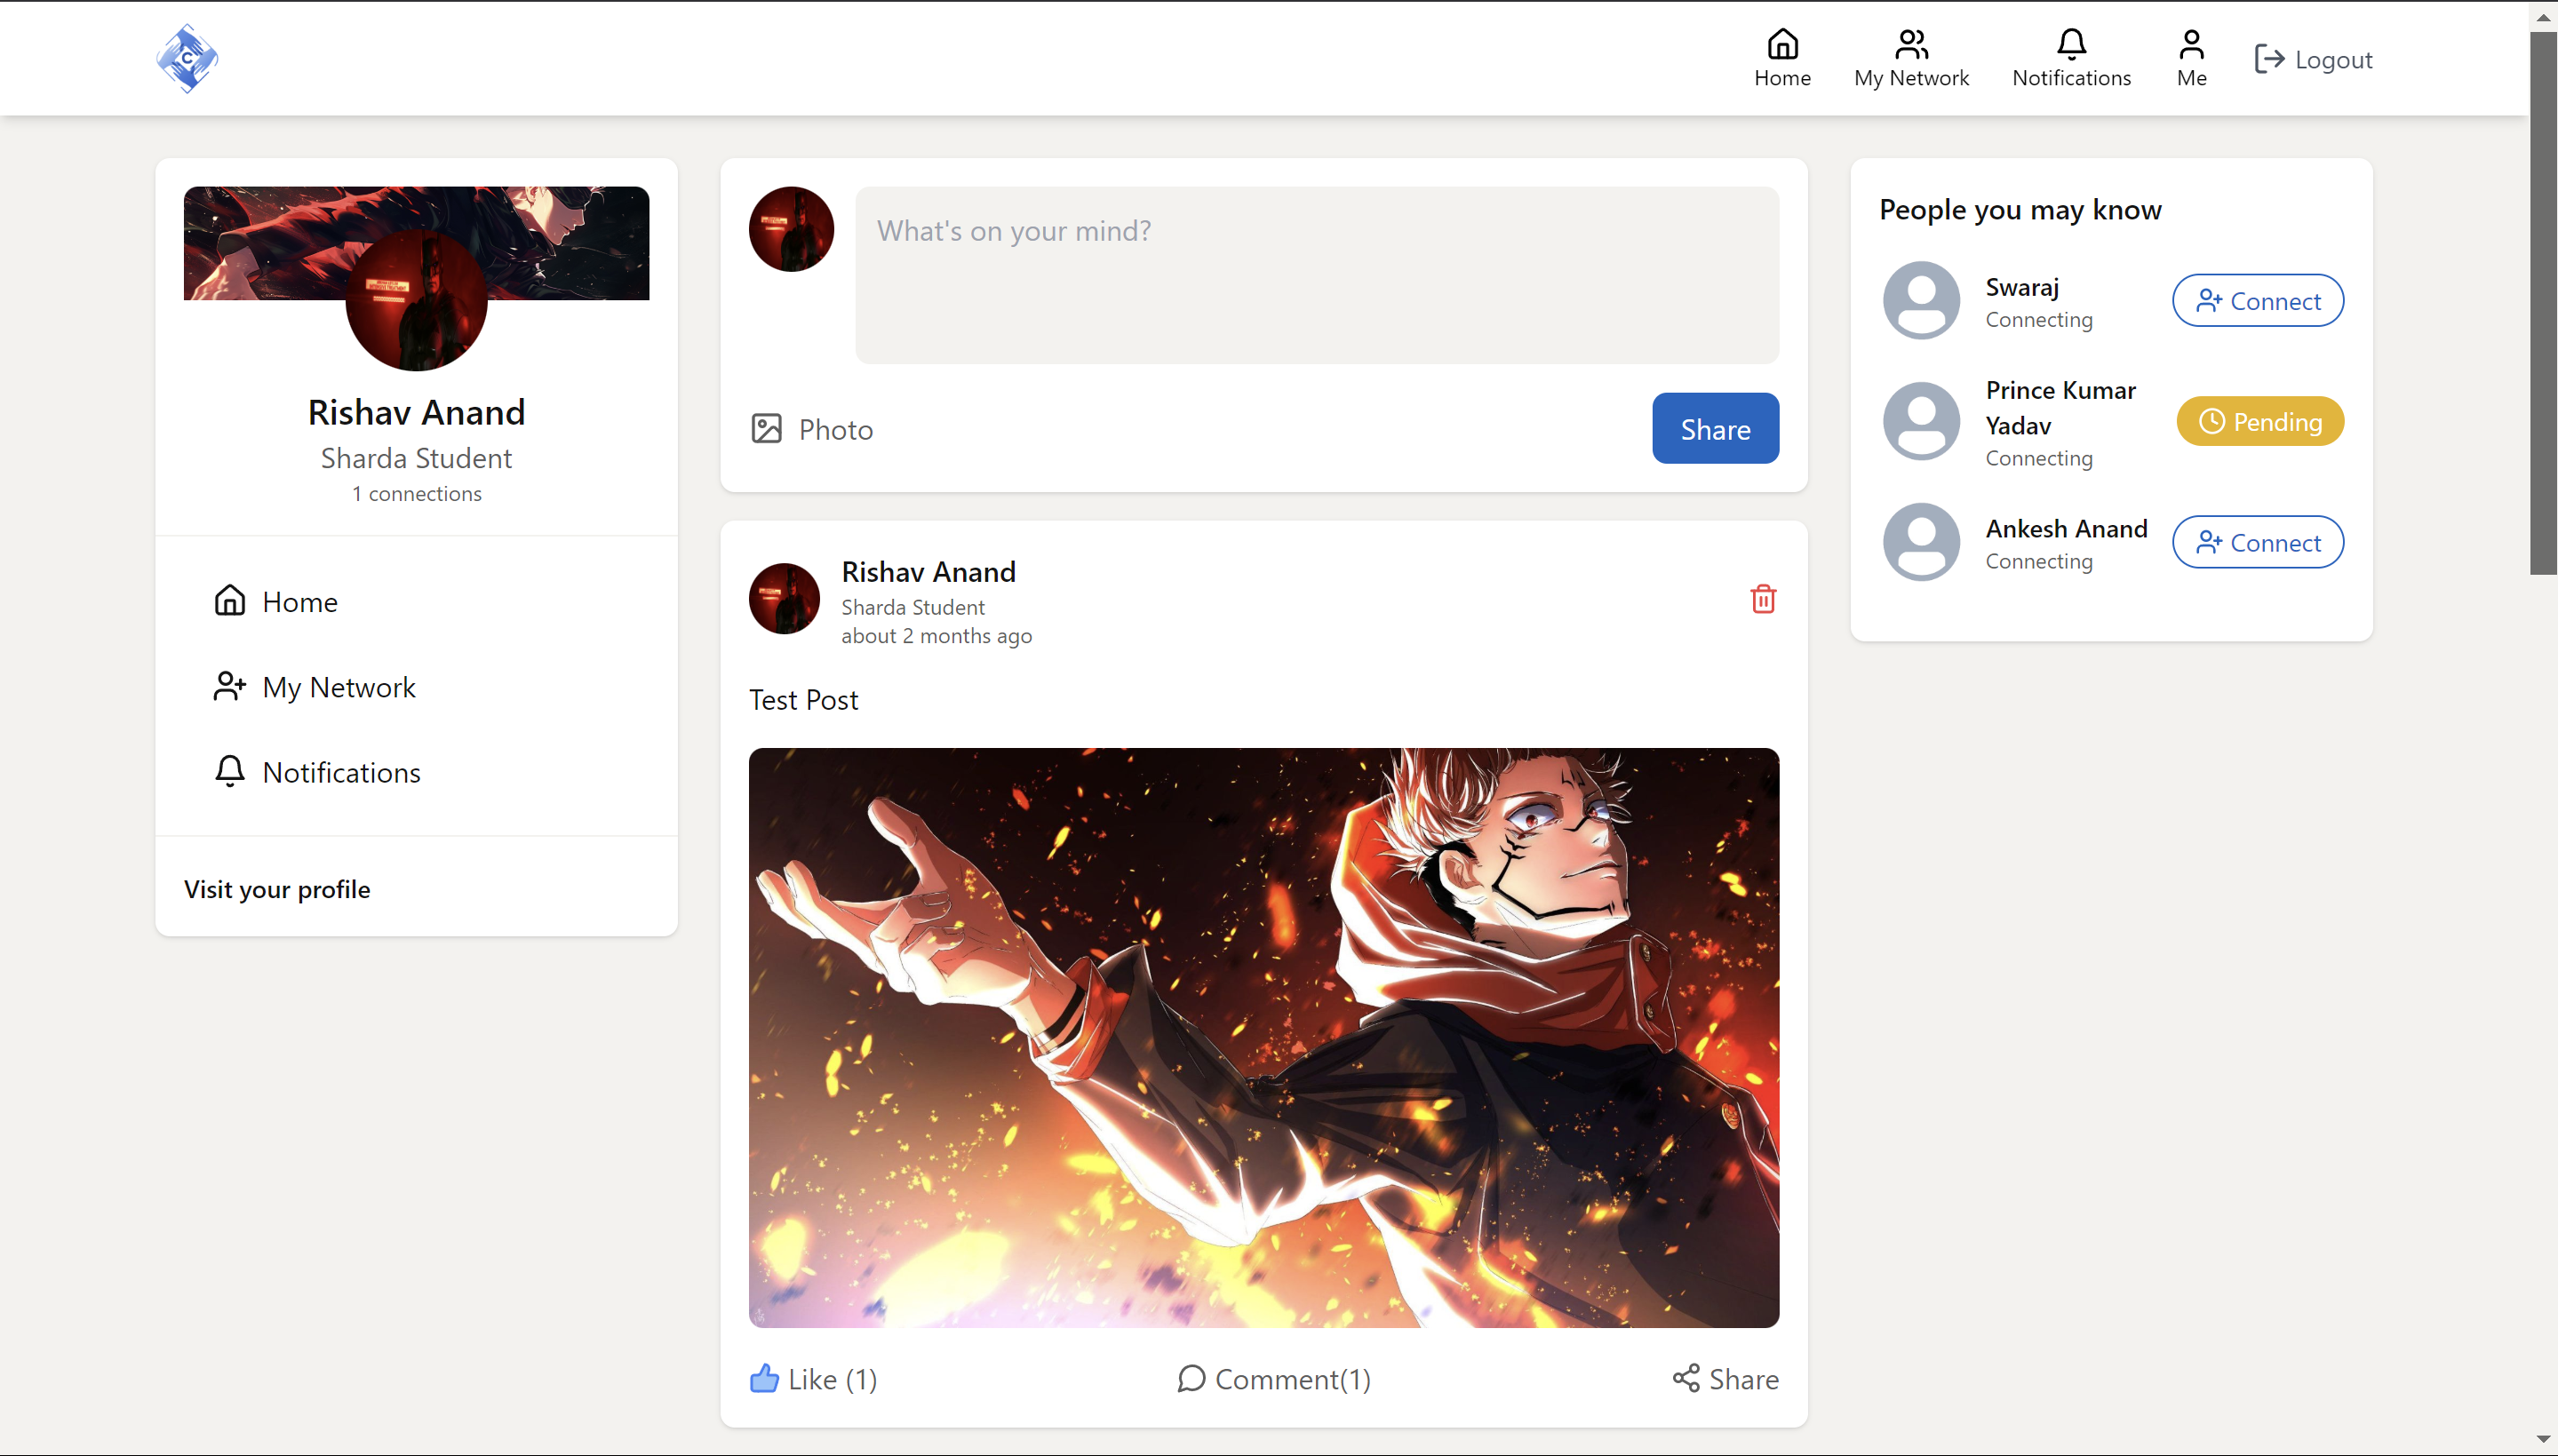 C
Home
My Network
Notifications
Me
Logout
Rishav Anand
Sharda Student
1 connections
Home
My Network
Notifications
Visit your profile
What's on your mind?
Photo
Share
Rishav Anand
Sharda Student
about 2 months ago
Test Post
Like (1)
Comment(1)
Share
People you may know
Swaraj
Connecting
Connect
Prince Kumar
Yadav
Connecting
Pending
Ankesh Anand
Connecting
Connect